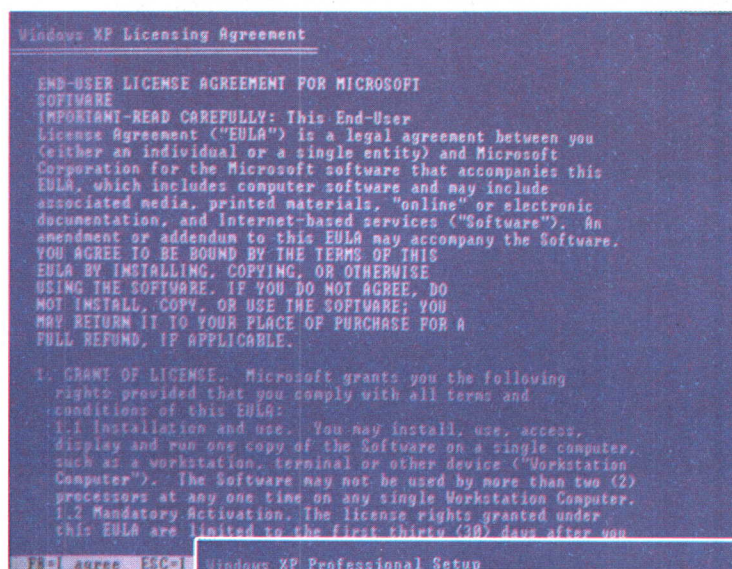 Windows XP Licensing Agreement
END-USER LICENSE AGREEMENT FOR MICROSOFT
SOFTWARE
IMPORTANT-READ CAREFULLY: This End-User
License Agreement ("EULA") is a legal agreement between you
(either an individual or a single entity) and Microsoft
Corporation for the Microsoft software that accompanies this
EULA, which includes computer software and may include
associated media, printed materials, "online" or electronic
documentation, and Internet-based services ("Software"). An
amendment or addendum to this EULA may accompany the Software.
YOU AGREE TO BE BOUND BY THE TERMS OF THIS
EULA BY INSTALLING, COPYING, OR OTHERWISE
USING THE SOFTWARE. IF YOU DO NOT AGREE, DO
NOT INSTALL, COPY, OR USE THE SOFTWARE; YOU
MAY RETURN IT TO YOUR PLACE OF PURCHASE FOR A
FULL REFUND, IF APPLICABLE.
1. GRANT OF LICENSE. Microsoft grants you the following
rights provided that you comply with all terms and
conditions of this EULA:
1.1 Installation and use. You may install, use, access,
display and run one copy of the Software on a single computer,
such as a workstation, terminal or other device ("Workstation
Computer"). The Software may not be used by more than two (2)
processors at any one time on any single Workstation Computer.
1.2 Mandatory Activation. The license rights granted under
this EULA are limited to the first thirty (30) days after you
F8=I agree ESC=I
Windows XP Professional Setup